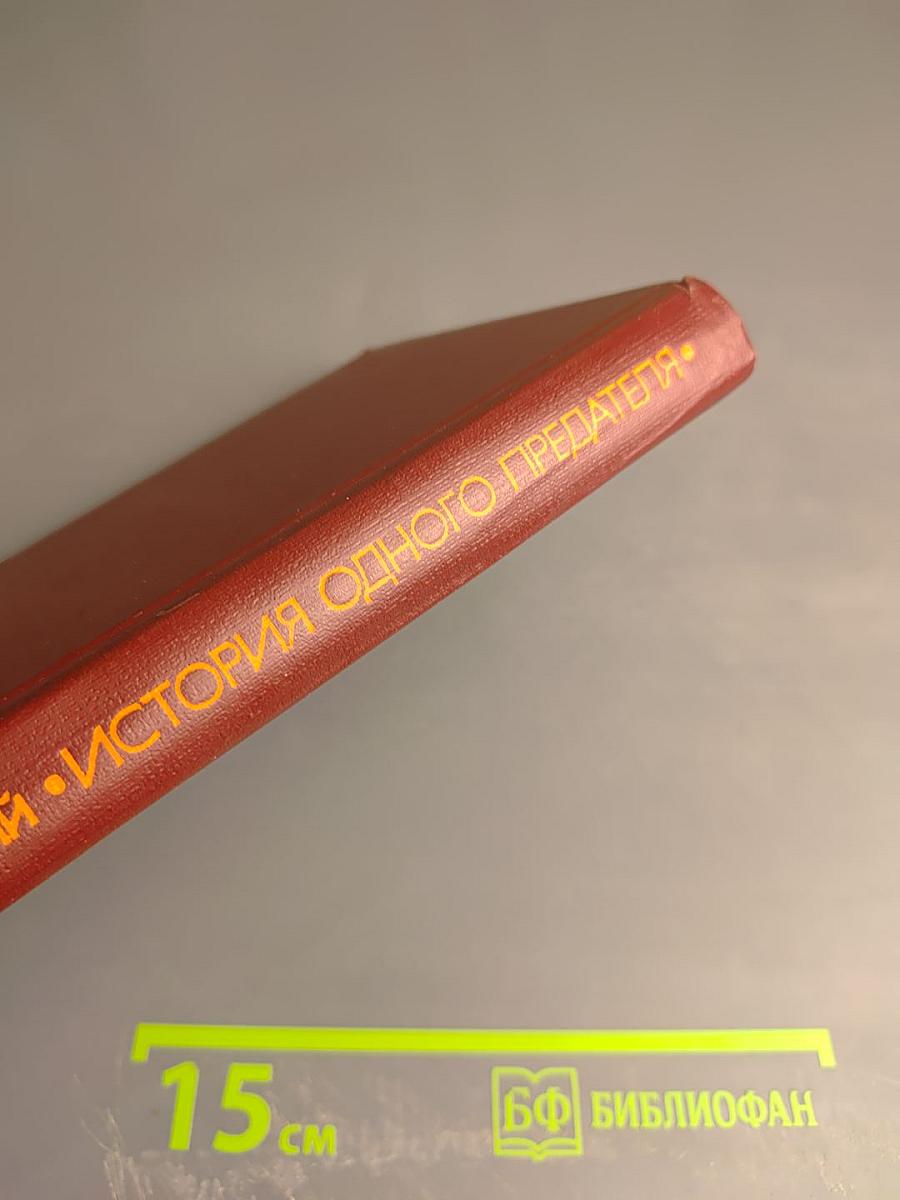 • ИСТОРИЯ ОДНОГО ПРЕДАТЕЛЯ •
15 см
БФ БИБЛИОФАН